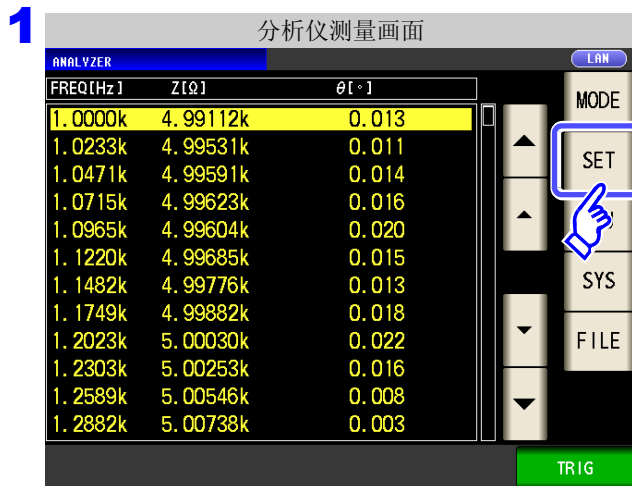 1
分析仪测量画面
ANALYZER LAN
FREQ[Hz] Z[Ω] θ[°]
1.0000k 4.99112k 0.013
1.0233k 4.99531k 0.011
1.0471k 4.99591k 0.014
1.0715k 4.99623k 0.016
1.0965k 4.99604k 0.020
1.1220k 4.99685k 0.015
1.1482k 4.99776k 0.013
1.1749k 4.99882k 0.018
1.2023k 5.00030k 0.022
1.2303k 5.00253k 0.016
1.2589k 5.00546k 0.008
1.2882k 5.00738k 0.003
MODE
SET
SYS
FILE
TRIG